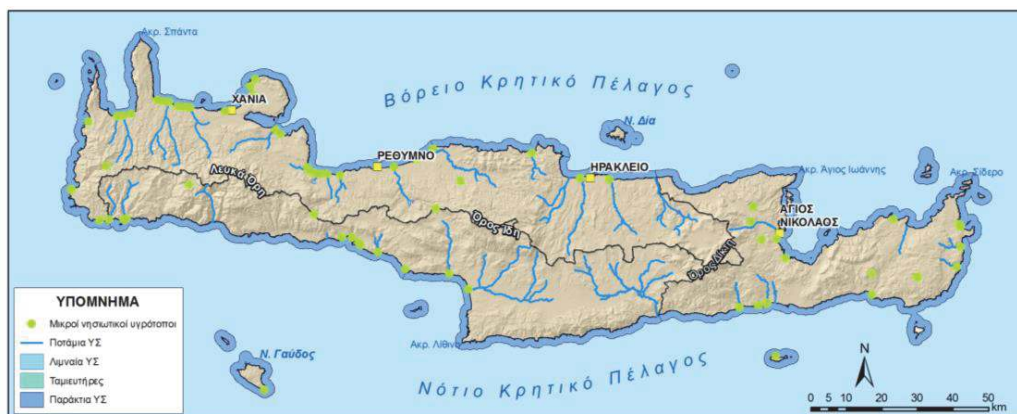 Ακρ. Σπάντα
Βόρειο Κρητικό Πέλαγος
ΧΑΝΙΑ
Ν. Δία
ΡΕΘΥΜΝΟ
ΗΡΑΚΛΕΙΟ
Λευκά Όρη
Ακρ. Άγιος Ιωάννης
Ακρ. Σίδερο
ΑΓΙΟΣ
ΝΙΚΟΛΑΟΣ
Όρος Ίδη
Όρος Δίκτη
ΥΠΟΜΝΗΜΑ
Μικροί νησιωτικοί υγρότοποι
Ποτάμια ΥΣ
Λιμναία ΥΣ
Ταμιευτήρες
Παράκτια ΥΣ
Ν. Γαύδος
Ακρ. Λίθινο
Νότιο Κρητικό Πέλαγος
N
0 5 10 20 30 40 50
km